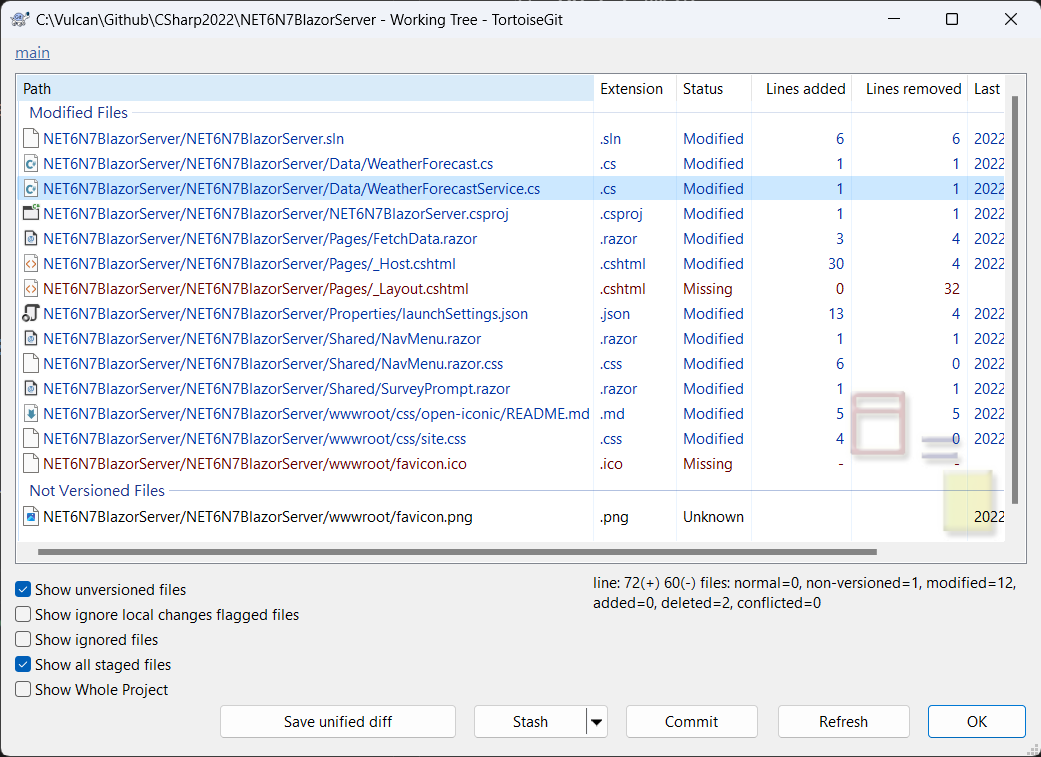 C:\Vulcan\Github\CSharp2022\NET6N7BlazorServer - Working Tree - TortoiseGit
main
Path Extension Status Lines added Lines removed Last
Modified Files
NET6N7BlazorServer/NET6N7BlazorServer.sln .sln Modified 6 6 2022
NET6N7BlazorServer/NET6N7BlazorServer/Data/WeatherForecast.cs .cs Modified 1 1 2022
NET6N7BlazorServer/NET6N7BlazorServer/Data/WeatherForecastService.cs .cs Modified 1 1 2022
NET6N7BlazorServer/NET6N7BlazorServer/NET6N7BlazorServer.csproj .csproj Modified 1 1 2022
NET6N7BlazorServer/NET6N7BlazorServer/Pages/FetchData.razor .razor Modified 3 4 2022
NET6N7BlazorServer/NET6N7BlazorServer/Pages/_Host.cshtml .cshtml Modified 30 4 2022
NET6N7BlazorServer/NET6N7BlazorServer/Pages/_Layout.cshtml .cshtml Missing 0 32
NET6N7BlazorServer/NET6N7BlazorServer/Properties/launchSettings.json .json Modified 13 4 2022
NET6N7BlazorServer/NET6N7BlazorServer/Shared/NavMenu.razor .razor Modified 1 1 2022
NET6N7BlazorServer/NET6N7BlazorServer/Shared/NavMenu.razor.css .css Modified 6 0 2022
NET6N7BlazorServer/NET6N7BlazorServer/Shared/SurveyPrompt.razor .razor Modified 1 1 2022
NET6N7BlazorServer/NET6N7BlazorServer/wwwroot/css/open-iconic/README.md .md Modified 5 5 2022
NET6N7BlazorServer/NET6N7BlazorServer/wwwroot/css/site.css .css Modified 4 0 2022
NET6N7BlazorServer/NET6N7BlazorServer/wwwroot/favicon.ico .ico Missing - -
Not Versioned Files
NET6N7BlazorServer/NET6N7BlazorServer/wwwroot/favicon.png .png Unknown 2022
line: 72(+) 60(-) files: normal=0, non-versioned=1, modified=12,
added=0, deleted=2, conflicted=0
Show unversioned files
Show ignore local changes flagged files
Show ignored files
Show all staged files
Show Whole Project
Save unified diff Stash Commit Refresh OK